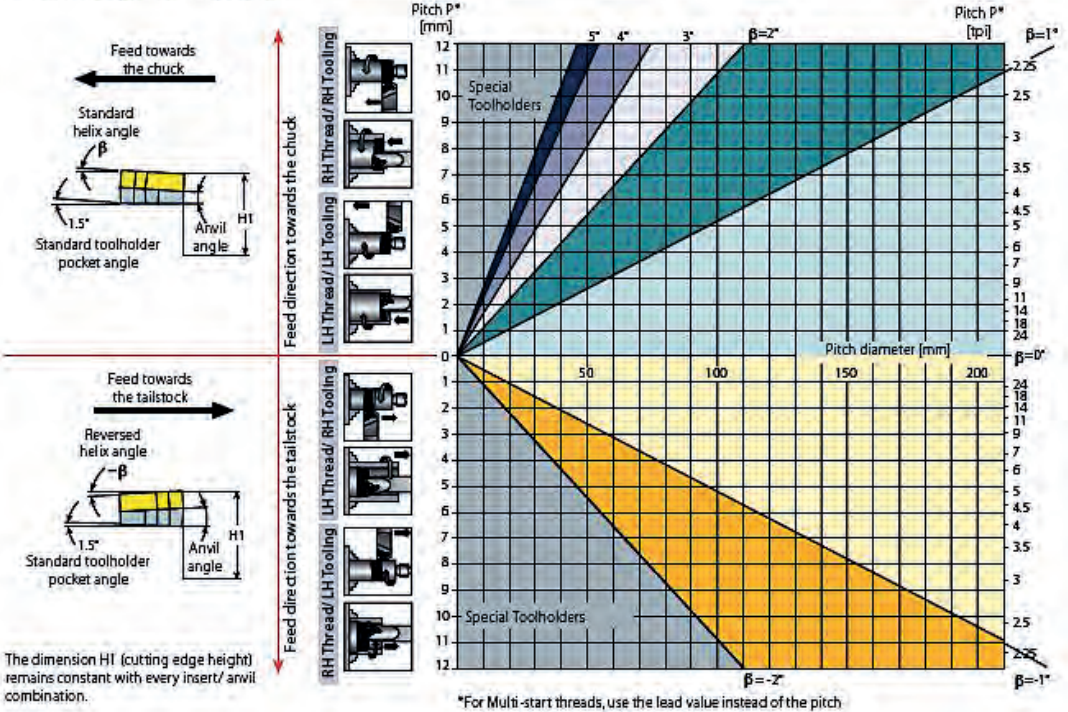 Feed towards
the chuck
Standard
helix angle
β
1.5°
Standard toolholder
pocket angle
Anvil
angle
H1
Feed towards
the tailstock
Reversed
helix angle
-β
1.5°
Standard toolholder
pocket angle
Anvil
angle
H1
The dimension H1 (cutting edge height)
remains constant with every insert/ anvil
combination.
Feed direction towards the chuck
Feed direction towards the tailstock
RH Thread/ RH Tooling
LH Thread/ LH Tooling
LH Thread/ RH Tooling
RH Thread/ LH Tooling
Pitch P*
[mm]
12
11
10
9
8
7
6
5
4
3
2
1
0
1
2
3
4
5
6
7
8
9
10
11
12
5° 4° 3° β=2°
Special
Toolholders
Pitch diameter [mm]
50 100 150 200
Special Toolholders
β=-2°
Pitch P*
[tpi]
β=1°
2.25
2.5
3
3.5
4
4.5
5
6
7
9
11
14
18
24
β=0°
24
18
14
11
9
7
6
5
4.5
4
3.5
3
2.5
2.25
β=-1°
*For Multi-start threads, use the lead value instead of the pitch